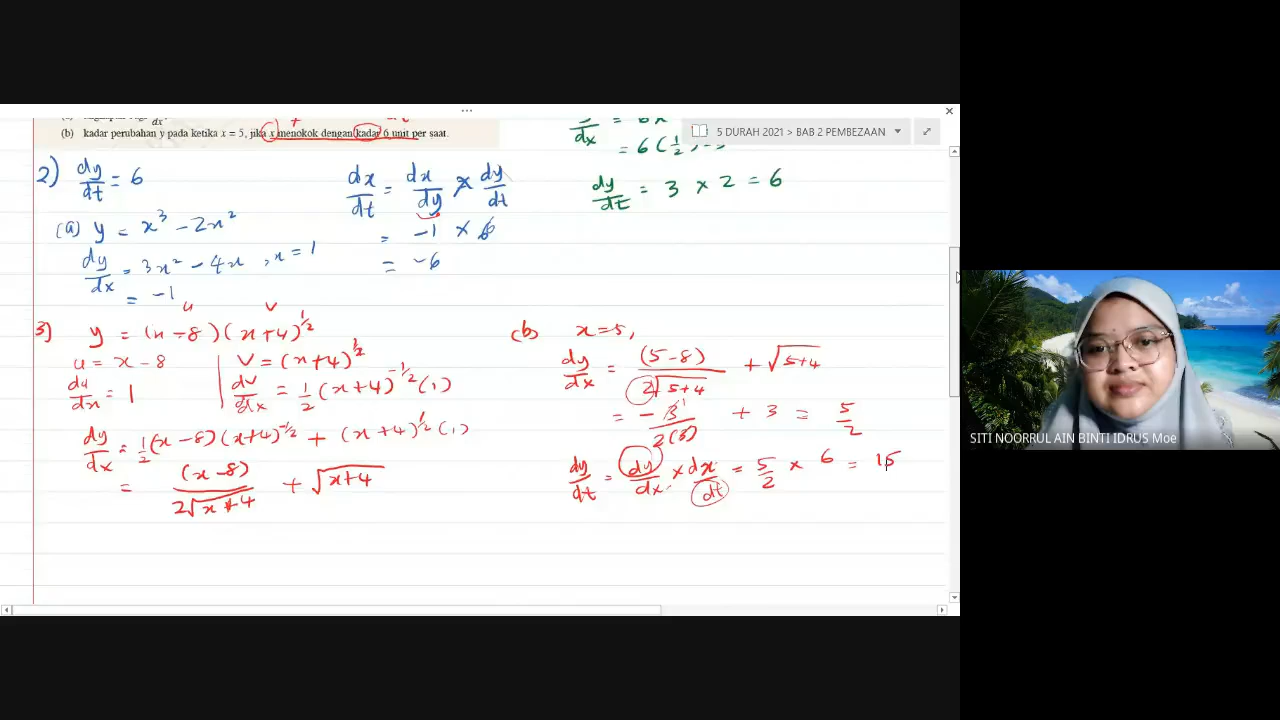 (b) kadar perubahan y pada ketika x = 5, jika x menokok dengan kadar 6 unit per saat.
5 DURAH 2021 > BAB 2 PEMBEZAAN
= 6(1/2) - 3
dy/dt = 3 × 2 = 6
2) dy/dt = 6
dx/dt = dx/dy × dy/dt
(a) y = x³ - 2x²
= -1 × 6
dy/dx = 3x² - 4x, x = 1
= -6
= -1
u v
3) y = (x - 8)(x + 4)^½
u = x - 8
v = (x + 4)^½
du/dx = 1
dv/dx = ½(x + 4)^-½ (1)
dy/dx = ½(x - 8)(x + 4)^-½ + (x + 4)^½ (1)
= (x - 8)/2√x + 4 + √x + 4
(b) x = 5,
dy/dx = (5 - 8)/2√5 + 4 + √5 + 4
= -3/2(3) + 3 = 5/2
dy/dt = dy/dx × dx/dt = 5/2 × 6 = 15
SITI NOORRUL AIN BINTI IDRUS Moe